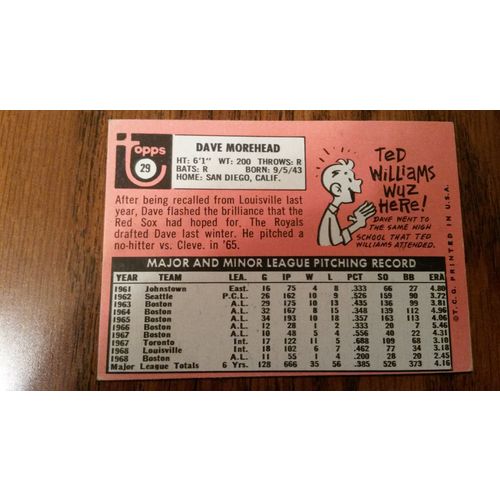 topps
29
DAVE MOREHEAD
HT: 6'1" WT: 200 THROWS: R
BATS: R BORN: 9/5/43
HOME: SAN DIEGO, CALIF.
After being recalled from Louisville last
year, Dave flashed the brilliance that the
Red Sox had hoped for. The Royals
drafted Dave last winter. He pitched a
no-hitter vs. Cleve. in '65.
TED
WILLIAMS
WUZ
HERE!
DAVE WENT TO
THE SAME HIGH
SCHOOL THAT TED
WILLIAMS ATTENDED.
MAJOR AND MINOR LEAGUE PITCHING RECORD
YEAR TEAM LEA. G IP W L PCT SO BB ERA
1961 Johnstown East. 16 75 4 8 .333 66 27 4.80
1962 Seattle P.C.L. 26 162 10 9 .526 159 90 3.72
1963 Boston A.L. 29 175 10 13 .435 136 99 3.81
1964 Boston A.L. 32 167 8 15 .348 139 112 4.96
1965 Boston A.L. 34 193 10 18 .357 163 113 4.06
1966 Boston A.L. 12 28 1 2 .333 20 7 5.46
1967 Boston A.L. 10 48 5 4 .556 40 22 4.31
1967 Toronto Int. 17 122 11 5 .688 109 68 3.10
1968 Louisville Int. 18 102 6 7 .462 77 34 3.18
1968 Boston A.L. 11 55 1 4 .200 28 20 2.45
Major League Totals 6 Yrs. 128 666 35 56 .385 526 373 4.16
© T.C.G. PRINTED IN U.S.A.